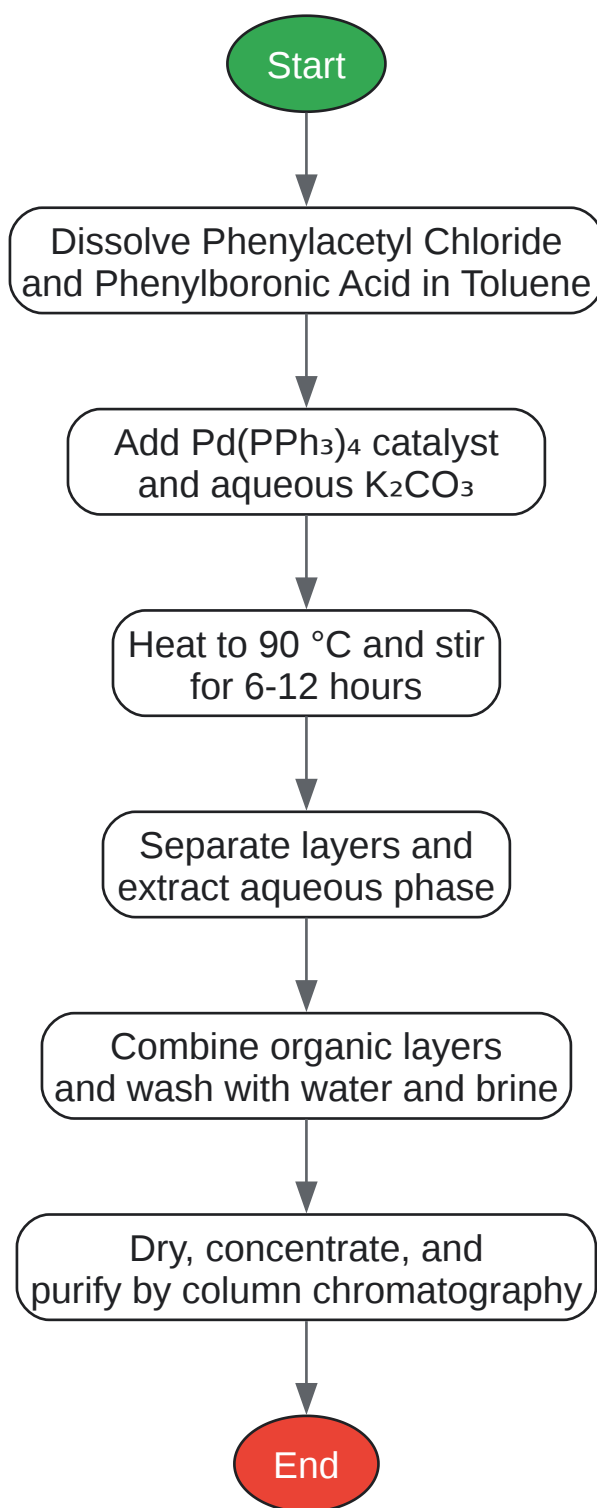 Start
Dissolve Phenylacetyl Chloride
and Phenylboronic Acid in Toluene
Add Pd(PPh₃)₄ catalyst
and aqueous K₂CO₃
Heat to 90 °C and stir
for 6-12 hours
Separate layers and
extract aqueous phase
Combine organic layers
and wash with water and brine
Dry, concentrate, and
purify by column chromatography
End